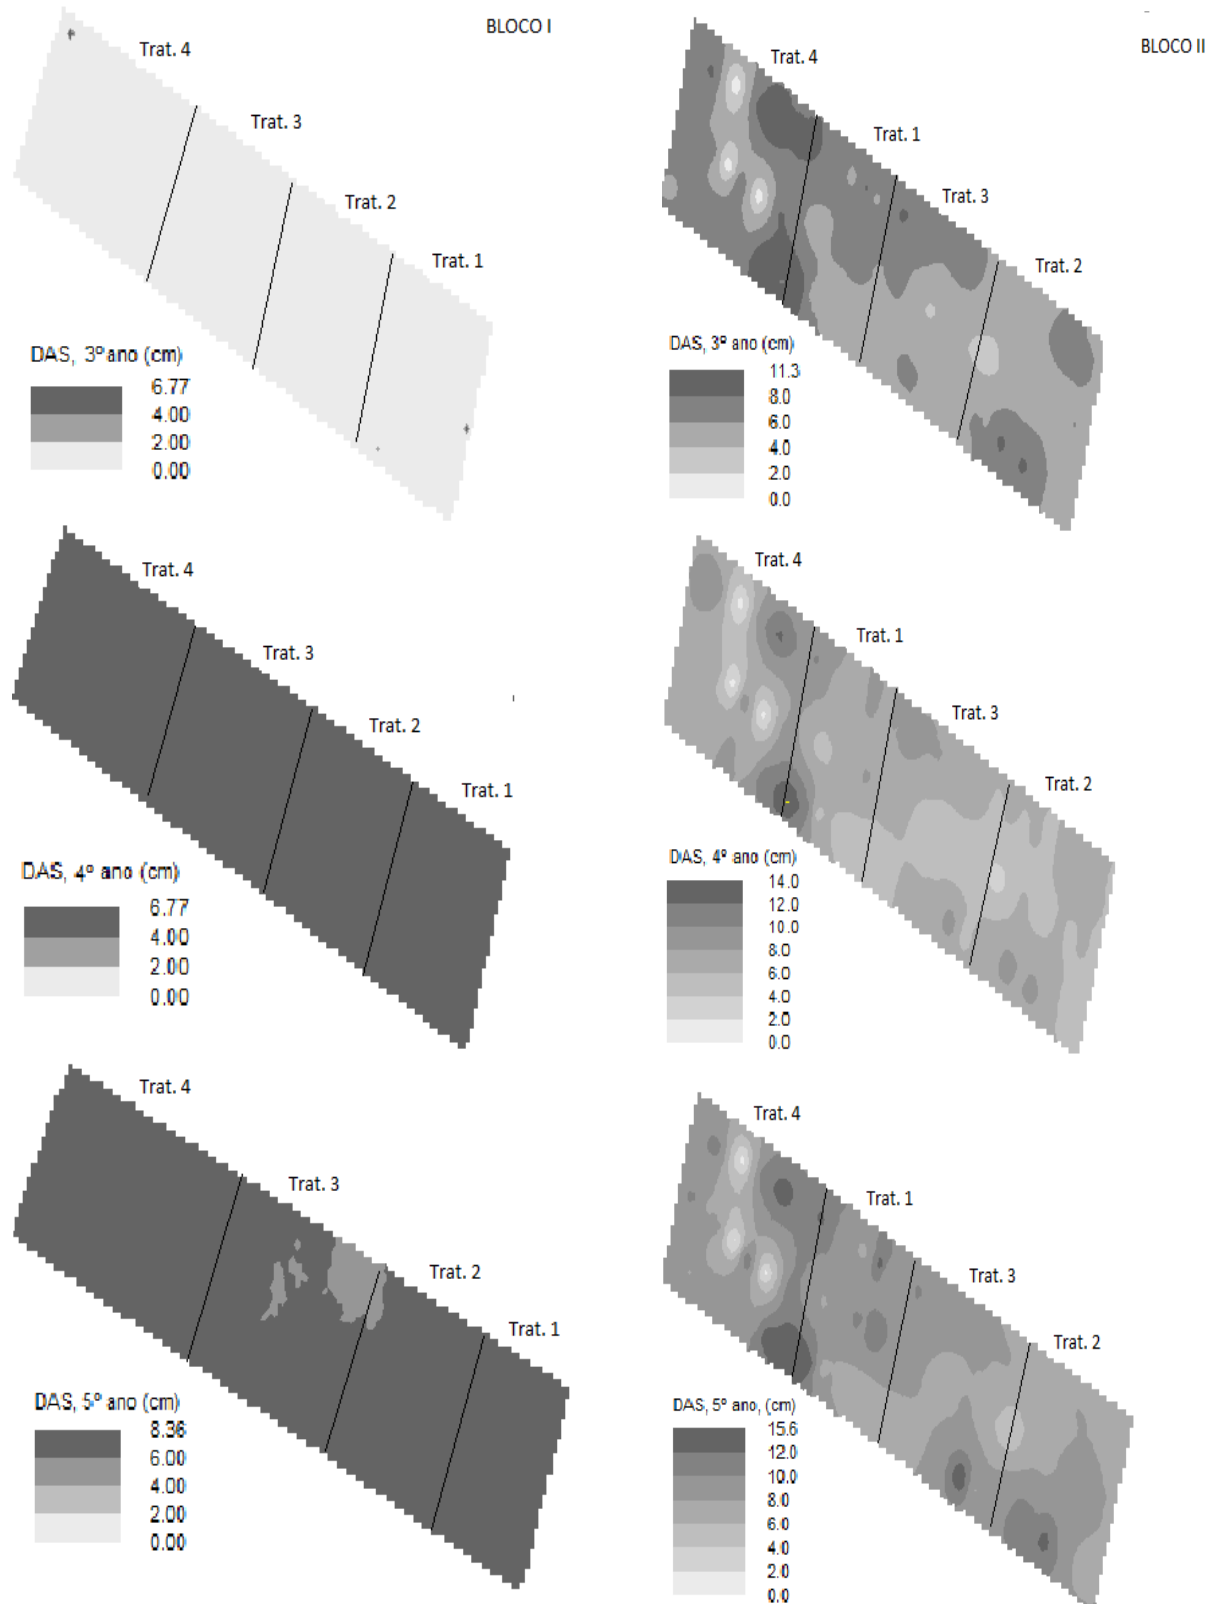 BLOCO I
Trat. 4
Trat. 3
Trat. 2
Trat. 1
DAS, 3º ano (cm)
6.77
4.00
2.00
0.00
BLOCO II
Trat. 4
Trat. 1
Trat. 3
Trat. 2
DAS, 3º ano (cm)
11.3
8.0
6.0
4.0
2.0
0.0
Trat. 4
Trat. 3
Trat. 2
Trat. 1
DAS, 4º ano (cm)
6.77
4.00
2.00
0.00
Trat. 4
Trat. 1
Trat. 3
Trat. 2
DAS, 4º ano (cm)
14.0
12.0
10.0
8.0
6.0
4.0
2.0
0.0
Trat. 4
Trat. 3
Trat. 2
Trat. 1
DAS, 5º ano (cm)
8.36
6.00
4.00
2.00
0.00
Trat. 4
Trat. 1
Trat. 3
Trat. 2
DAS, 5º ano, (cm)
15.6
12.0
10.0
8.0
6.0
4.0
2.0
0.0